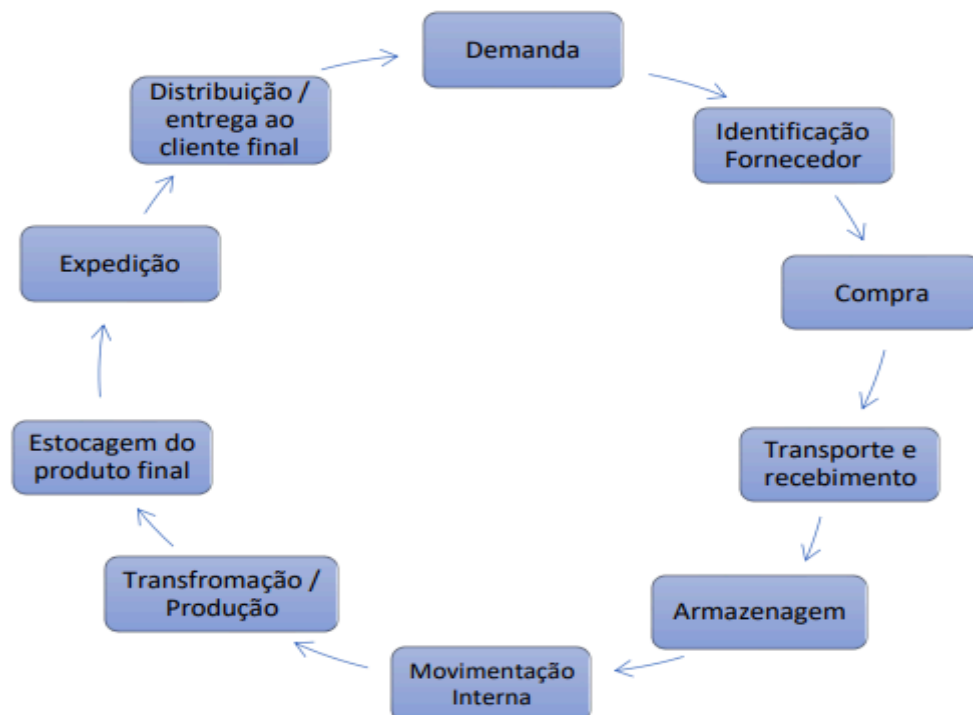 Demanda
Identificação
Fornecedor
Compra
Transporte e
recebimento
Armazenagem
Movimentação
Interna
Transfromação /
Produção
Estocagem do
produto final
Expedição
Distribuição /
entrega ao
cliente final